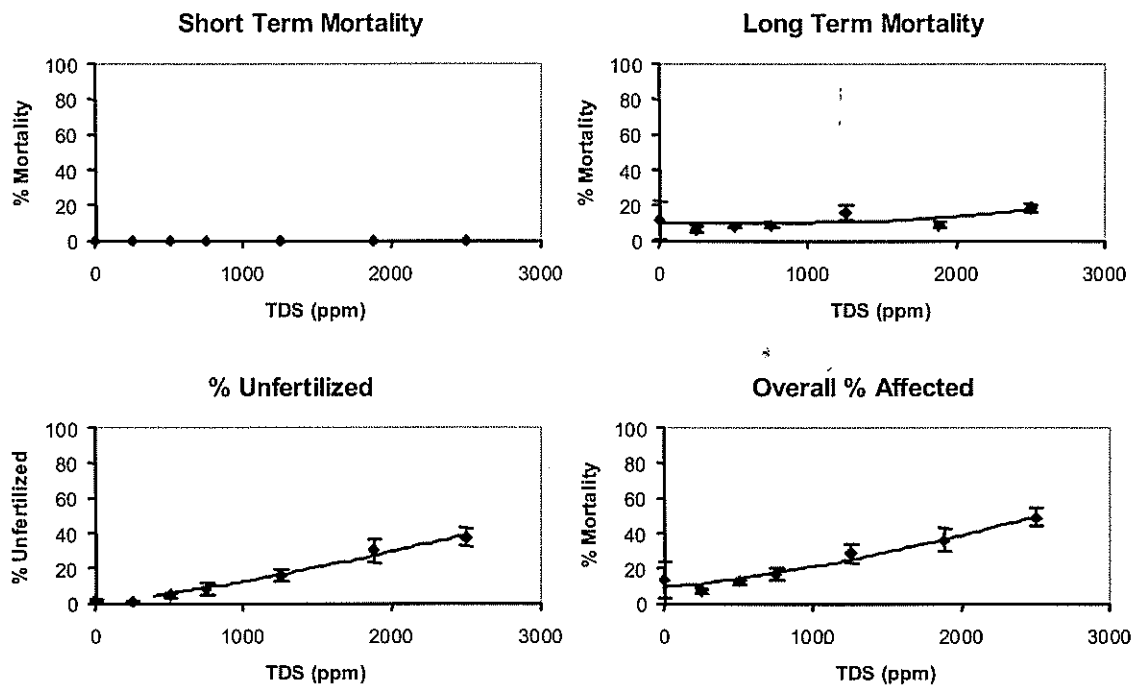 Short Term Mortality
% Mortality
100
80
60
40
20
0
0 1000 2000 3000
TDS (ppm)
Long Term Mortality
% Mortality
100
80
60
40
20
0
0 1000 2000 3000
TDS (ppm)
% Unfertilized
% Unfertilized
100
80
60
40
20
0
0 1000 2000 3000
TDS (ppm)
Overall % Affected
% Mortality
100
80
60
40
20
0
0 1000 2000 3000
TDS (ppm)